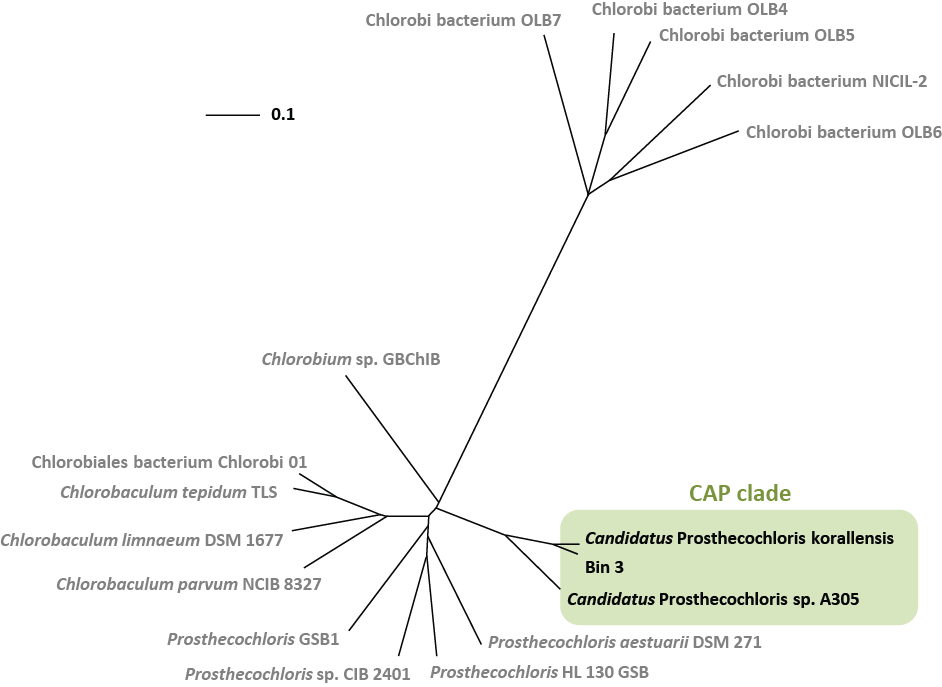 Chlorobi bacterium OLB4
Chlorobi bacterium OLB7
Chlorobi bacterium OLB5
Chlorobi bacterium NICIL-2
0.1
Chlorobi bacterium OLB6
Chlorobium sp. GBChIB
Chlorobiales bacterium Chlorobi 01
Chlorobaculum tepidum TLS
CAP clade
Chlorobaculum limnaeum DSM 1677
Candidatus Prosthecochloris korallensis
Bin 3
Chlorobaculum parvum NCIB 8327
Candidatus Prosthecochloris sp. A305
Prosthecochloris GSB1
Prosthecochloris aestuarii DSM 271
Prosthecochloris sp. CIB 2401
Prosthecochloris HL 130 GSB